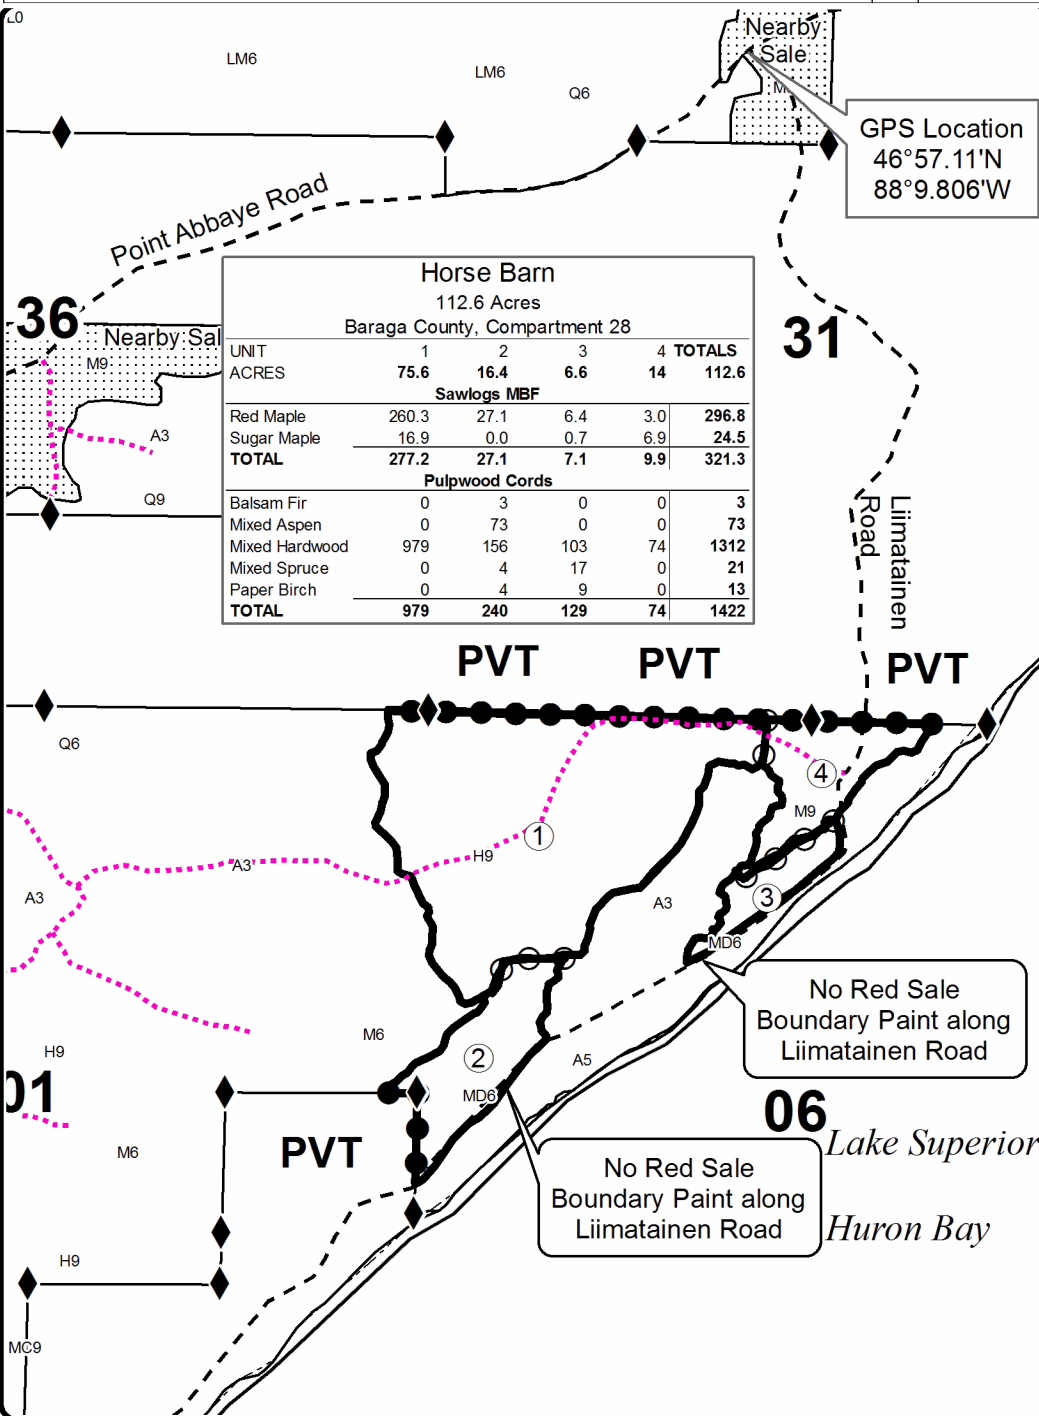 LM6
LM6
Q6
Nearby
Sale
GPS Location
46°57.11'N
88°9.806'W
Point Abbaye Road
36
31
Nearby Sal
M9
A3
Q9
Horse Barn
112.6 Acres
Baraga County, Compartment 28
UNIT 1 2 3 4 TOTALS
ACRES 75.6 16.4 6.6 14 112.6
Sawlogs MBF
Red Maple 260.3 27.1 6.4 3.0 296.8
Sugar Maple 16.9 0.0 0.7 6.9 24.5
TOTAL 277.2 27.1 7.1 9.9 321.3
Pulpwood Cords
Balsam Fir 0 3 0 0 3
Mixed Aspen 0 73 0 0 73
Mixed Hardwood 979 156 103 74 1312
Mixed Spruce 0 4 17 0 21
Paper Birch 0 4 9 0 13
TOTAL 979 240 129 74 1422
Liimatainen
Road
PVT
PVT
PVT
Q6
4
M9
1
H9
A3
A3
A3
3
MD6
No Red Sale
Boundary Paint along
Liimatainen Road
M6
H9
2
A5
MD6
01
06
M6
PVT
Lake Superior
No Red Sale
Boundary Paint along
Liimatainen Road
Huron Bay
H9
MC9